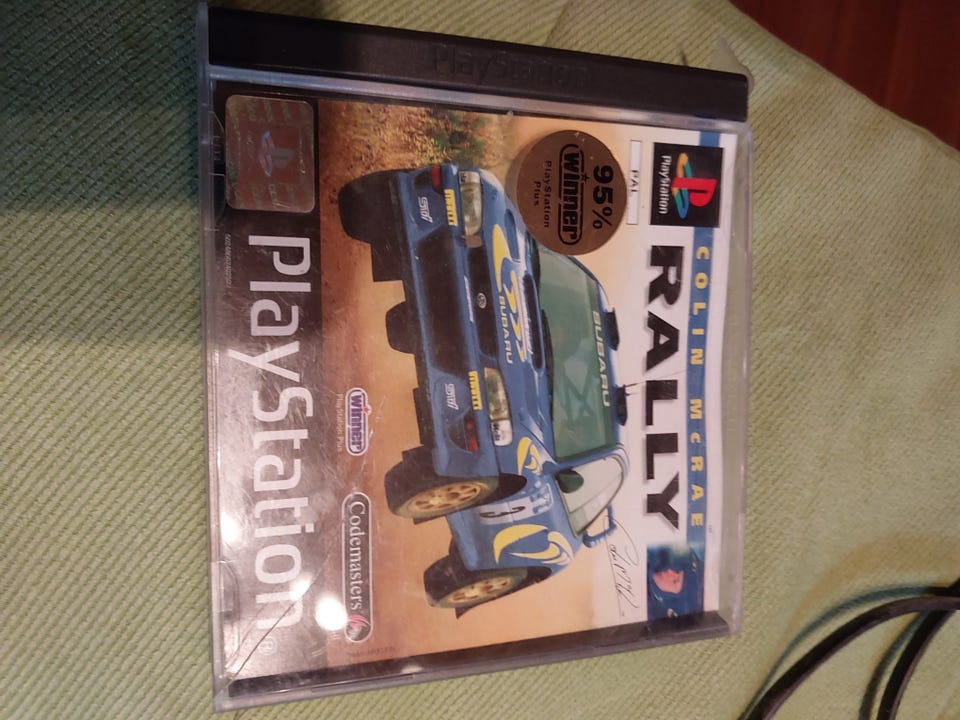 PlayStation
PlayStation
COLIN McRAE
RALLY
PAL
95%
winner
PlayStation
Plus
SUBARU
SUBARU
PIRELLI
STi
PIRELLI
STi
winner
PlayStation Plus
Codemasters
PlayStation®